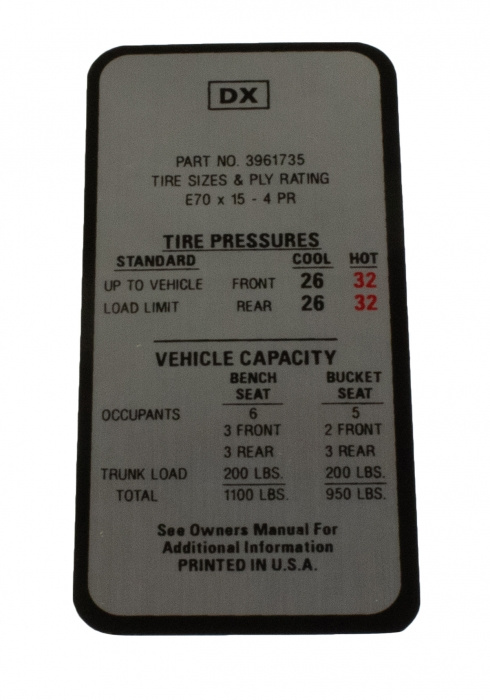 DX
PART NO. 3961735
TIRE SIZES & PLY RATING
E70 x 15 - 4 PR
TIRE PRESSURES
STANDARD COOL HOT
UP TO VEHICLE FRONT 26 32
LOAD LIMIT REAR 26 32
VEHICLE CAPACITY
BENCH BUCKET
SEAT SEAT
OCCUPANTS 6 5
3 FRONT 2 FRONT
3 REAR 3 REAR
TRUNK LOAD 200 LBS. 200 LBS.
TOTAL 1100 LBS. 950 LBS.
See Owners Manual For
Additional Information
PRINTED IN U.S.A.